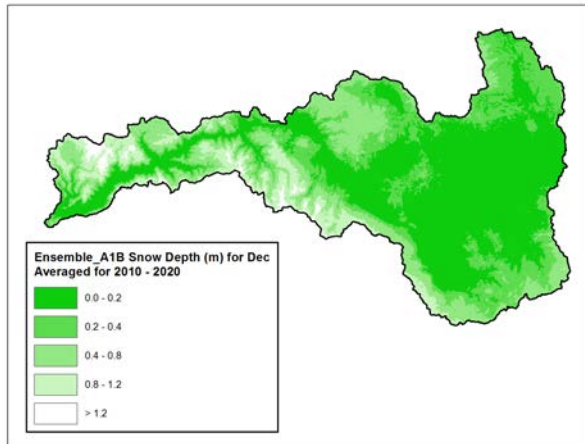 Ensemble_A1B Snow Depth (m) for Dec
Averaged for 2010 - 2020
0.0 - 0.2
0.2 - 0.4
0.4 - 0.8
0.8 - 1.2
> 1.2